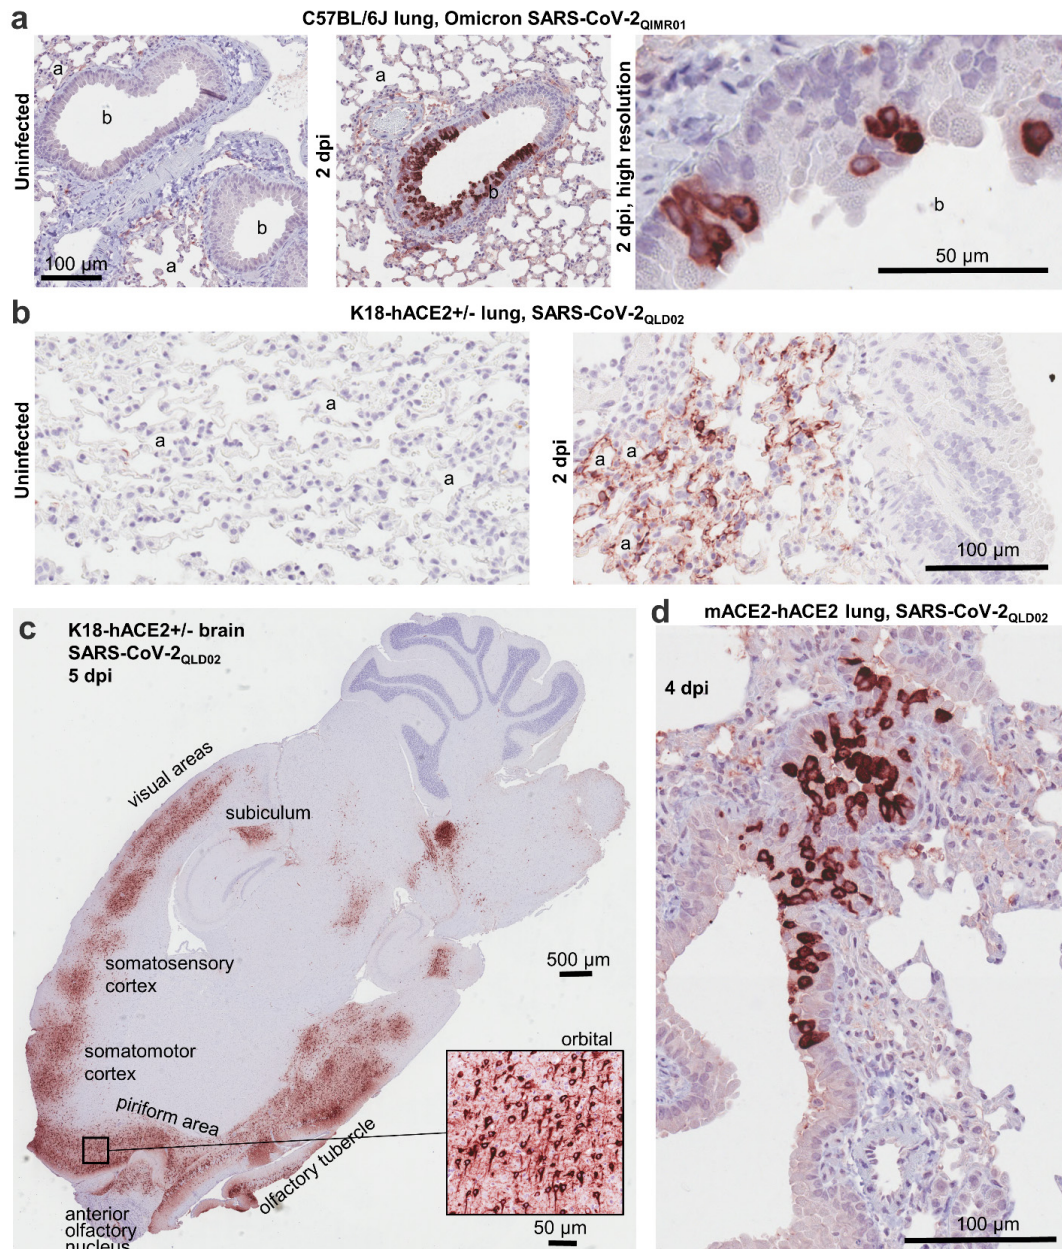 a
C57BL/6J lung, Omicron SARS-CoV-2QIMR01
Uninfected
a
b
b
a
100 µm
2 dpi
a
b
2 dpi, high resolution
b
50 µm
b
K18-hACE2+/- lung, SARS-CoV-2QLD02
Uninfected
a
a
a
2 dpi
a
a
a
100 µm
c
K18-hACE2+/- brain
SARS-CoV-2QLD02
5 dpi
visual areas
subiculum
somatosensory
cortex
500 µm
somatomotor
cortex
orbital
piriform area
olfactory tubercle
anterior
olfactory
nucleus
50 µm
d
mACE2-hACE2 lung, SARS-CoV-2QLD02
4 dpi
100 µm